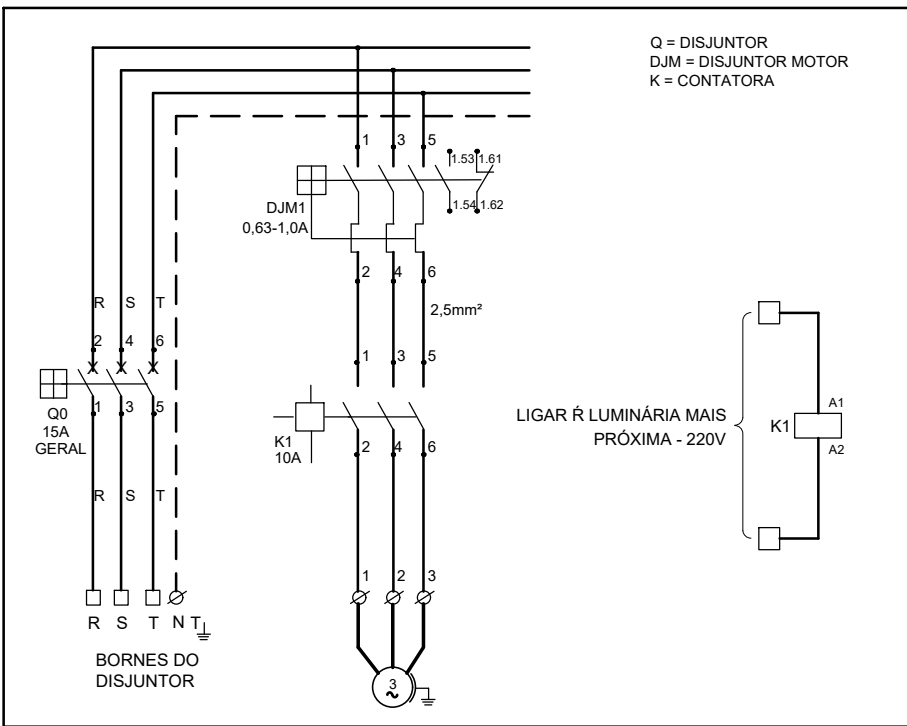 Q = DISJUNTOR
DJM = DISJUNTOR MOTOR
K = CONTATORA
1 3 5
1.53 1.61
1.54 1.62
DJM1
0,63-1,0A
2 4 6
2,5mm²
R S T
2 4 6
1 3 5
Q0
15A
GERAL
R S T
1 3 5
K1
10A
2 4 6
LIGAR Ŕ LUMINÁRIA MAIS
PRÓXIMA - 220V
K1
A1
A2
1 2 3
R S T N T
BORNES DO
DISJUNTOR
3
~